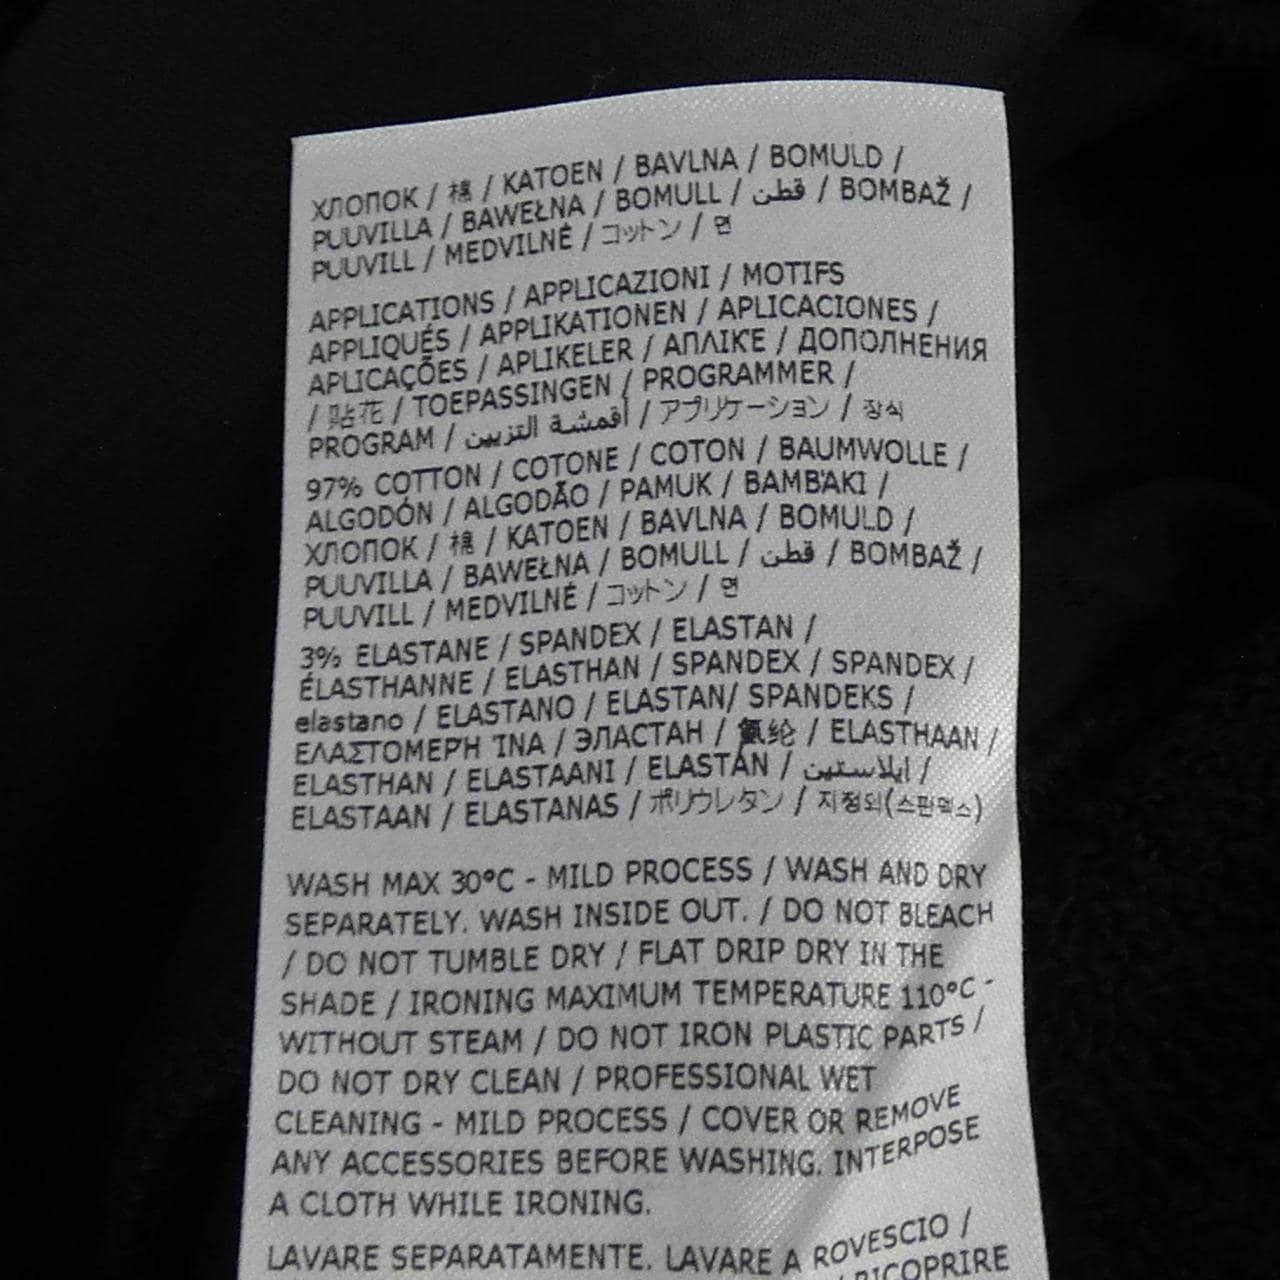 ХЛОПОК / 棉 / KATOEN / BAVLNA / BOMULD /
PUUVILLA / BAWEŁNA / BOMULL / قطن / BOMBAŽ /
PUUVILL / MEDVILNĖ / コットン / 면
APPLICATIONS / APPLICAZIONI / MOTIFS
APPLIQUÉS / APPLIKATIONEN / APLICACIONES /
APLICAÇÕES / APLIKELER / ΑΠΛΙΚΕ / ДОПОЛНЕНИЯ
/ 貼花 / TOEPASSINGEN / PROGRAMMER /
PROGRAM / أقمشة التزيين / アプリケーション / 장식
97% COTTON / COTONE / COTON / BAUMWOLLE /
ALGODÓN / ALGODÃO / PAMUK / ΒΑΜΒ'ΑΚΙ /
ХЛОПОК / 棉 / KATOEN / BAVLNA / BOMULD /
PUUVILLA / BAWEŁNA / BOMULL / قطن / BOMBAŽ /
PUUVILL / MEDVILNĖ / コットン / 면
3% ELASTANE / SPANDEX / ELASTAN /
ÉLASTHANNE / ELASTHAN / SPANDEX / SPANDEX /
elastano / ELASTANO / ELASTAN/ SPANDEKS /
ΕΛΑΣΤΟΜΕΡ'Η 'ΙΝΑ / ЭЛАСТАН / 氨纶 / ELASTHAAN /
ELASTHAN / ELASTAANI / ELASTAN / ايلاستين /
ELASTAAN / ELASTANAS / ポリウレタン / 지정외(스판덱스)
WASH MAX 30°C - MILD PROCESS / WASH AND DRY
SEPARATELY. WASH INSIDE OUT. / DO NOT BLEACH
/ DO NOT TUMBLE DRY / FLAT DRIP DRY IN THE
SHADE / IRONING MAXIMUM TEMPERATURE 110°C -
WITHOUT STEAM / DO NOT IRON PLASTIC PARTS /
DO NOT DRY CLEAN / PROFESSIONAL WET
CLEANING - MILD PROCESS / COVER OR REMOVE
ANY ACCESSORIES BEFORE WASHING. INTERPOSE
A CLOTH WHILE IRONING.
LAVARE SEPARATAMENTE. LAVARE A ROVESCIO /
/ RICOPRIRE